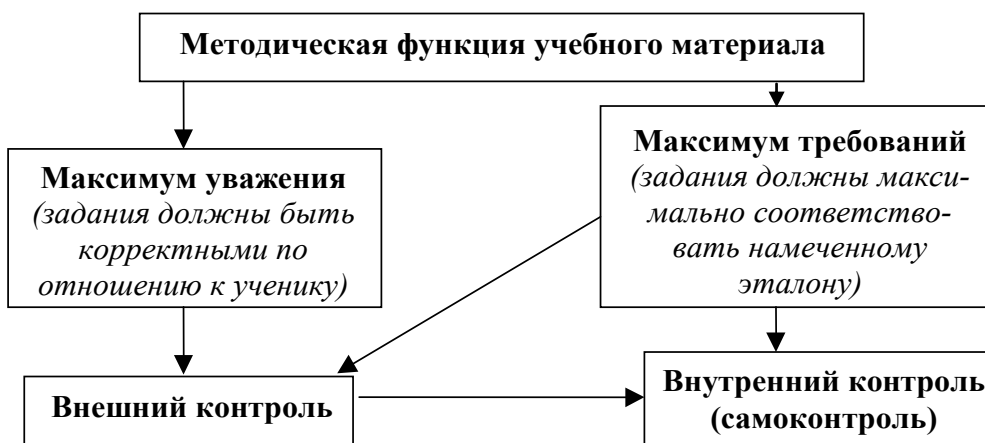 Методическая функция учебного материала
Максимум уважения
(задания должны быть
корректными по
отношению к ученику)
Максимум требований
(задания должны макси-
мально соответство-
вать намеченному
эталону)
Внешний контроль
Внутренний контроль
(самоконтроль)